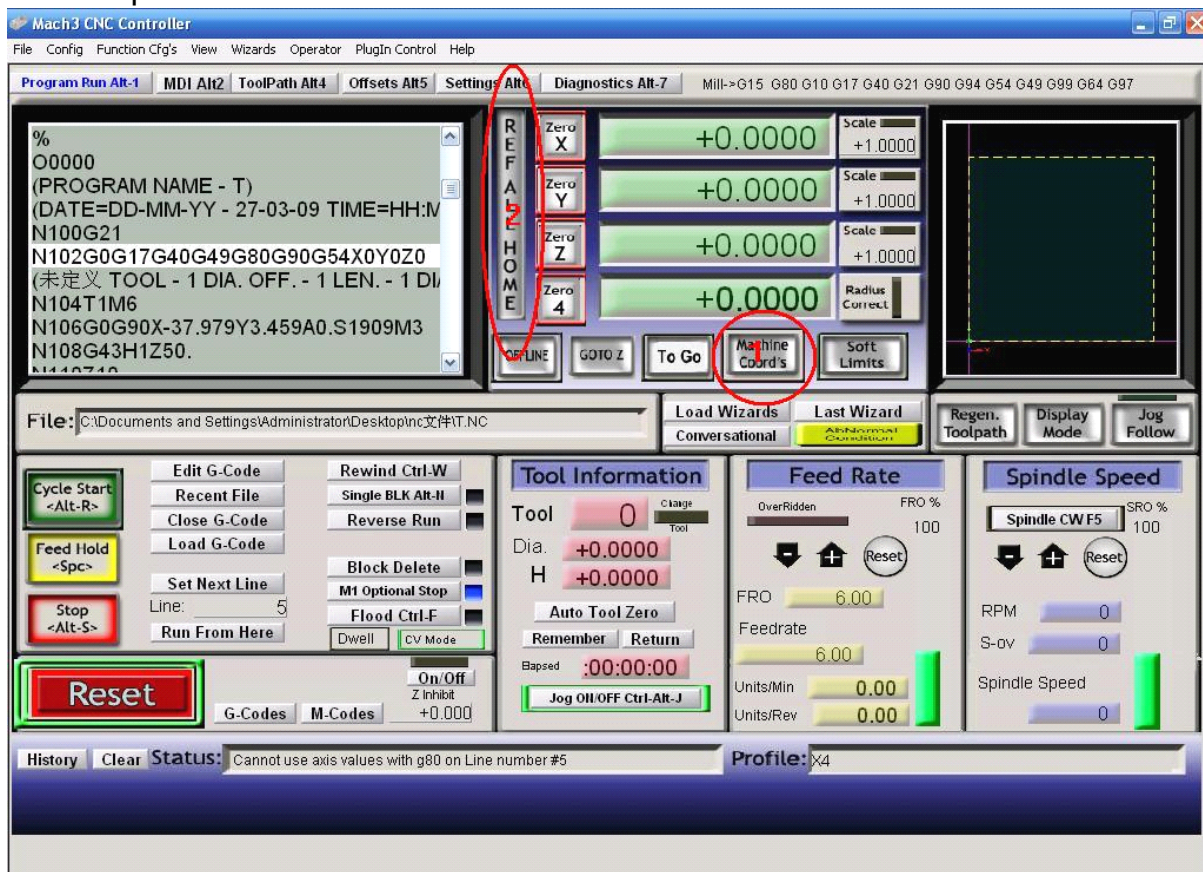 Mach3 CNC Controller
File Config Function Cfg's View Wizards Operator PlugIn Control Help
Program Run Alt-1 MDI Alt2 ToolPath Alt4 Offsets Alt5 Settings Alt6 Diagnostics Alt-7 Mill->G15 G80 G10 G17 G40 G21 G90 G94 G54 G49 G99 G64 G97
%
O0000
(PROGRAM NAME - T)
(DATE=DD-MM-YY - 27-03-09 TIME=HH:M
N100G21
N102G0G17G40G49G80G90G54X0Y0Z0
(未定义 TOOL - 1 DIA. OFF. - 1 LEN. - 1 DI
N104T1M6
N106G0G90X-37.979Y3.459A0.S1909M3
N108G43H1Z50.
REF ALL HOME
2
Zero X +0.0000 Scale +1.0000
Zero Y +0.0000 Scale +1.0000
Zero Z +0.0000 Scale +1.0000
Zero 4 +0.0000 Radius Correct
OFFLINE GOTO Z To Go Machine Coord's Soft Limits
1
File: C:\Documents and Settings\Administrator\Desktop\nc文件\T.NC
Load Wizards Last Wizard
Conversational AbNormal Condition
Regen. Toolpath Display Mode Jog Follow
Cycle Start <Alt-R>
Feed Hold <Spc>
Stop <Alt-S>
Edit G-Code
Recent File
Close G-Code
Load G-Code
Set Next Line
Line: 5
Run From Here
Rewind Ctrl-W
Single BLK Alt-N
Reverse Run
Block Delete
M1 Optional Stop
Flood Ctrl-F
Dwell CV Mode
Reset
G-Codes M-Codes
On/Off
Z Inhibit
+0.000
Tool Information
Tool 0 Change Tool
Dia. +0.0000
H +0.0000
Auto Tool Zero
Remember Return
Elapsed :00:00:00
Jog ON/OFF Ctrl-Alt-J
Feed Rate
OverRidden FRO %
100
Reset
FRO 6.00
Feedrate
6.00
Units/Min 0.00
Units/Rev 0.00
Spindle Speed
Spindle CW F5 SRO %
100
Reset
RPM 0
S-ov 0
Spindle Speed
0
History Clear Status: Cannot use axis values with g80 on Line number #5 Profile: X4